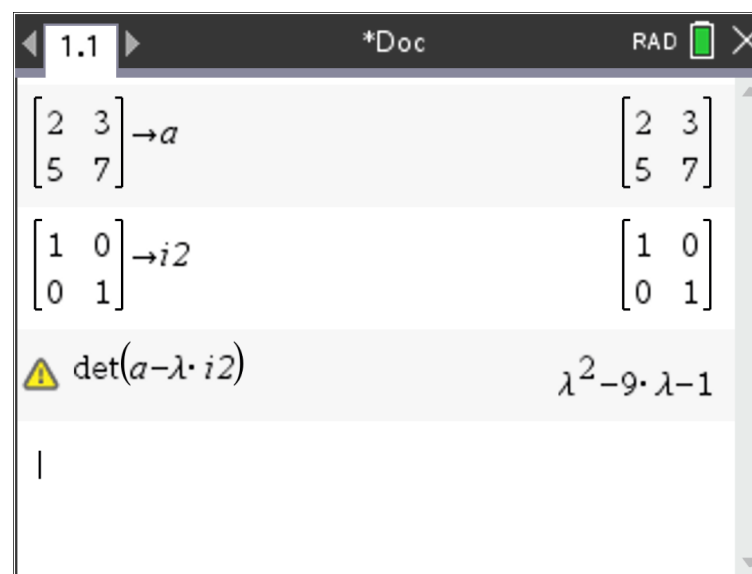 1.1 *Doc RAD
[2 3
5 7]→a [2 3
5 7]
[1 0
0 1]→i2 [1 0
0 1]
det(a−λ·i2) λ²−9·λ−1